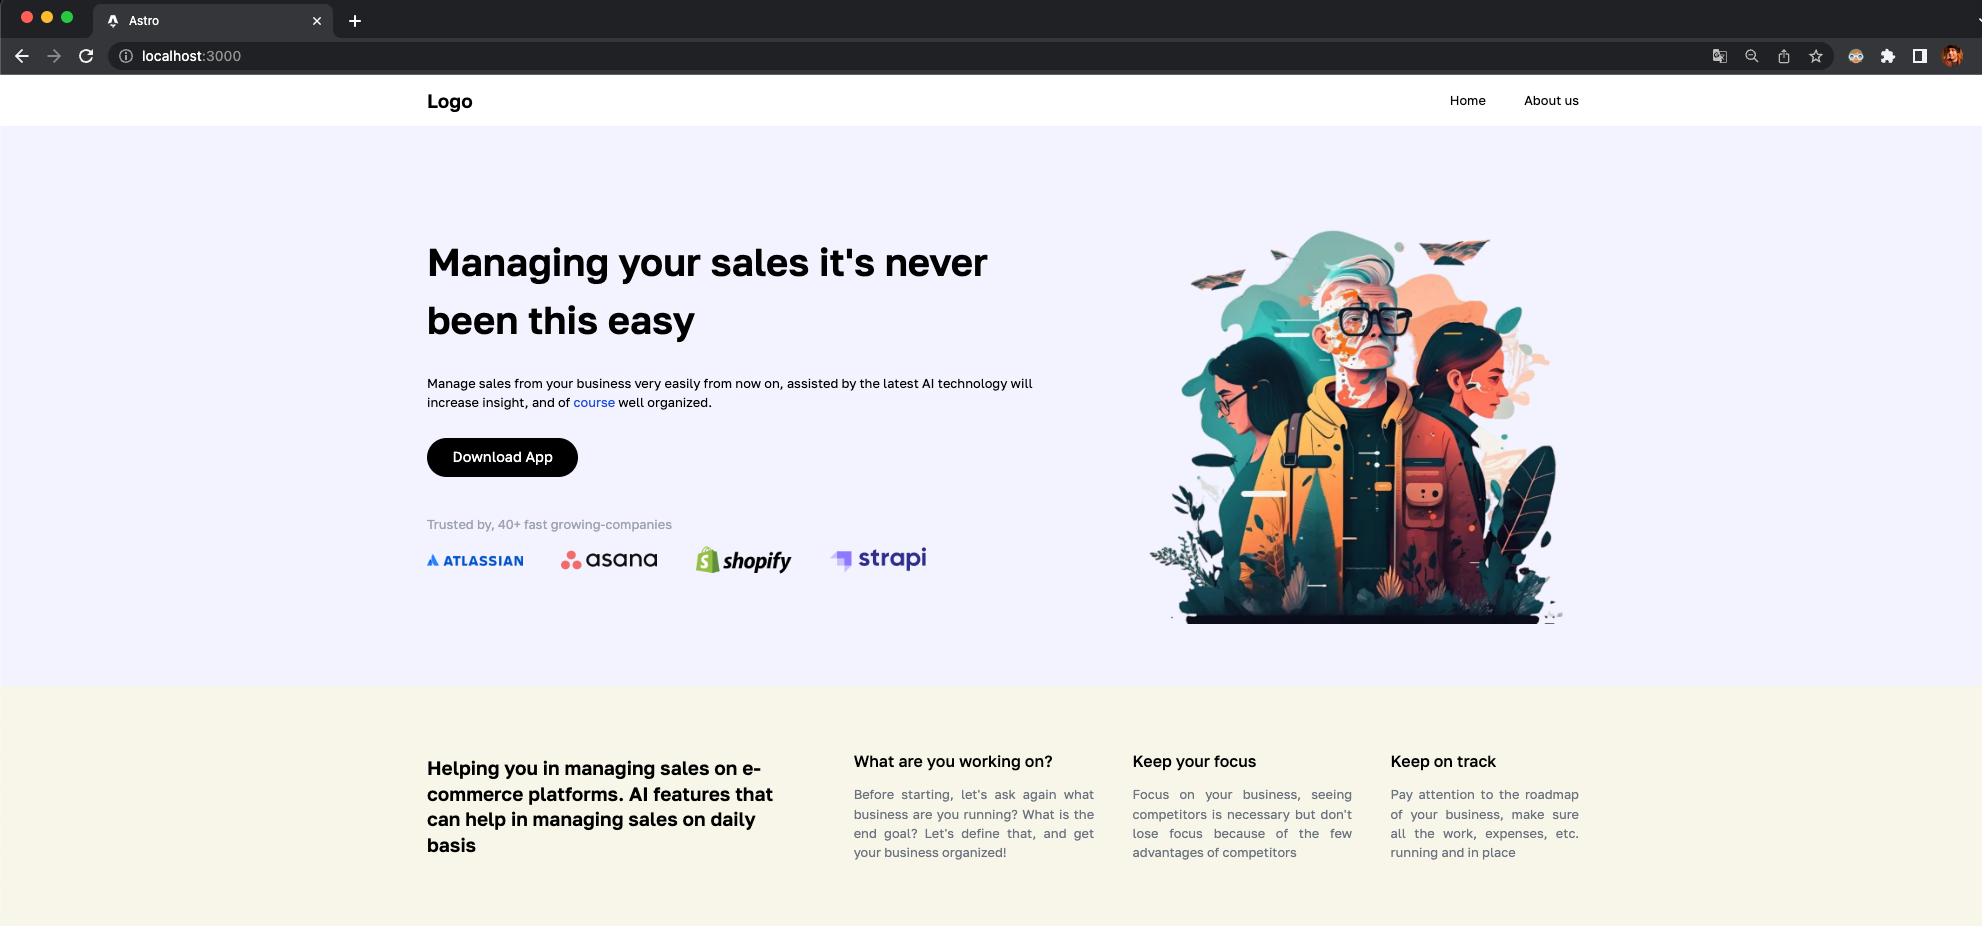 Astro
localhost:3000
Logo
Home
About us
Managing your sales it's never
been this easy
Manage sales from your business very easily from now on, assisted by the latest AI technology will
increase insight, and of course well organized.
Download App
Trusted by, 40+ fast growing-companies
ATLASSIAN
asana
shopify
strapi
Helping you in managing sales on e-
commerce platforms. AI features that
can help in managing sales on daily
basis
What are you working on?
Before starting, let's ask again what
business are you running? What is the
end goal? Let's define that, and get
your business organized!
Keep your focus
Focus on your business, seeing
competitors is necessary but don't
lose focus because of the few
advantages of competitors
Keep on track
Pay attention to the roadmap
of your business, make sure
all the work, expenses, etc.
running and in place